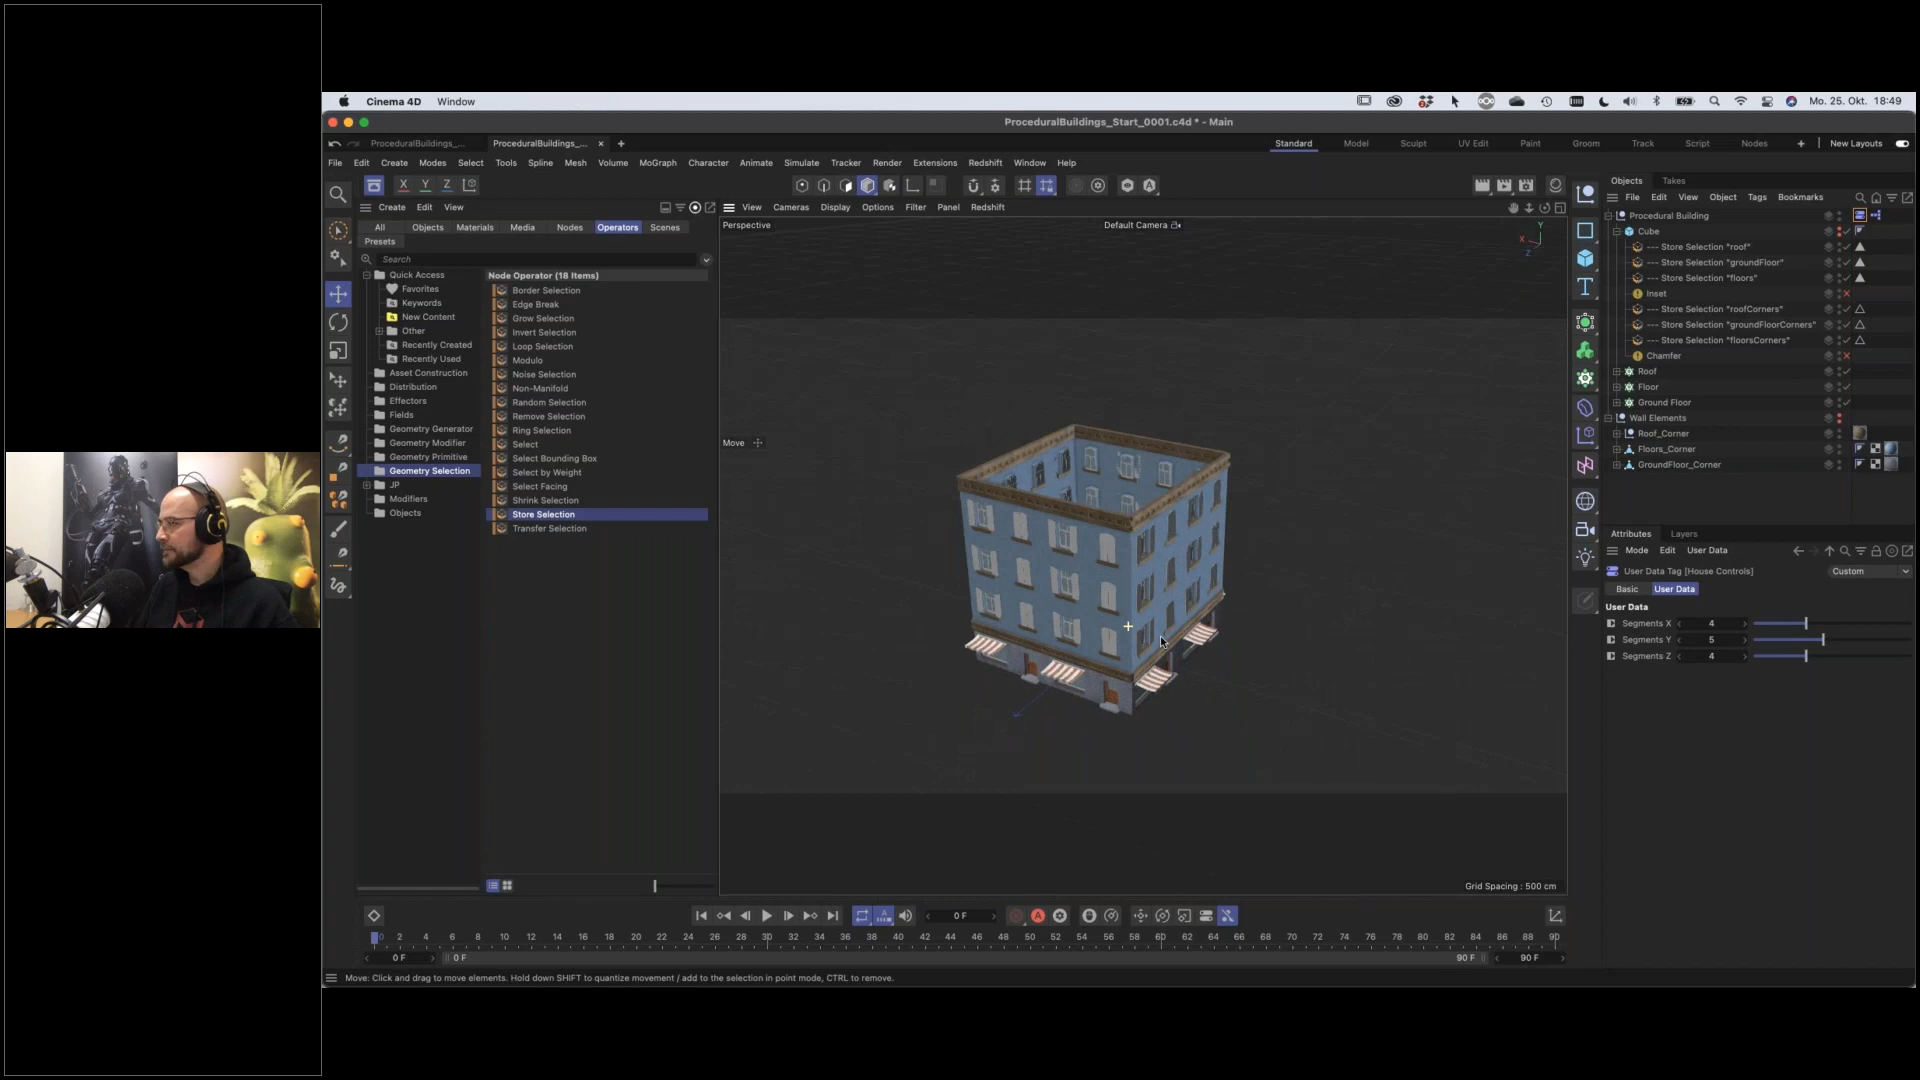 Cinema 4D Window
Mo. 25. Okt. 18:49
ProceduralBuildings_Start_0001.c4d * - Main
ProceduralBuildings_...
ProceduralBuildings_...
Standard Model Sculpt UV Edit Paint Groom Track Script Nodes New Layouts
File Edit Create Modes Select Tools Spline Mesh Volume MoGraph Character Animate Simulate Tracker Render Extensions Redshift Window Help
X Y Z
Create Edit View
All Objects Materials Media Nodes Operators Scenes
Presets
Search
Quick Access
Favorites
Keywords
New Content
Other
Recently Created
Recently Used
Asset Construction
Distribution
Effectors
Fields
Geometry Generator
Geometry Modifier
Geometry Primitive
Geometry Selection
JP
Modifiers
Objects
Node Operator (18 Items)
Border Selection
Edge Break
Grow Selection
Invert Selection
Loop Selection
Modulo
Noise Selection
Non-Manifold
Random Selection
Remove Selection
Ring Selection
Select
Select Bounding Box
Select by Weight
Select Facing
Shrink Selection
Store Selection
Transfer Selection
View Cameras Display Options Filter Panel Redshift
Perspective
Default Camera
Y
X
Z
Move
Grid Spacing : 500 cm
Objects Takes
File Edit View Object Tags Bookmarks
Procedural Building
Cube
--- Store Selection "roof"
--- Store Selection "groundFloor"
--- Store Selection "floors"
Inset
--- Store Selection "roofCorners"
--- Store Selection "groundFloorCorners"
--- Store Selection "floorsCorners"
Chamfer
Roof
Floor
Ground Floor
Wall Elements
Roof_Corner
Floors_Corner
GroundFloor_Corner
Attributes Layers
Mode Edit User Data
User Data Tag [House Controls]
Custom
Basic User Data
User Data
Segments X 4
Segments Y 5
Segments Z 4
0 F
0 2 4 6 8 10 12 14 16 18 20 22 24 26 28 30 32 34 36 38 40 42 44 46 48 50 52 54 56 58 60 62 64 66 68 70 72 74 76 78 80 82 84 86 88 90
0 F 0 F 90 F 90 F
Move: Click and drag to move elements. Hold down SHIFT to quantize movement / add to the selection in point mode, CTRL to remove.